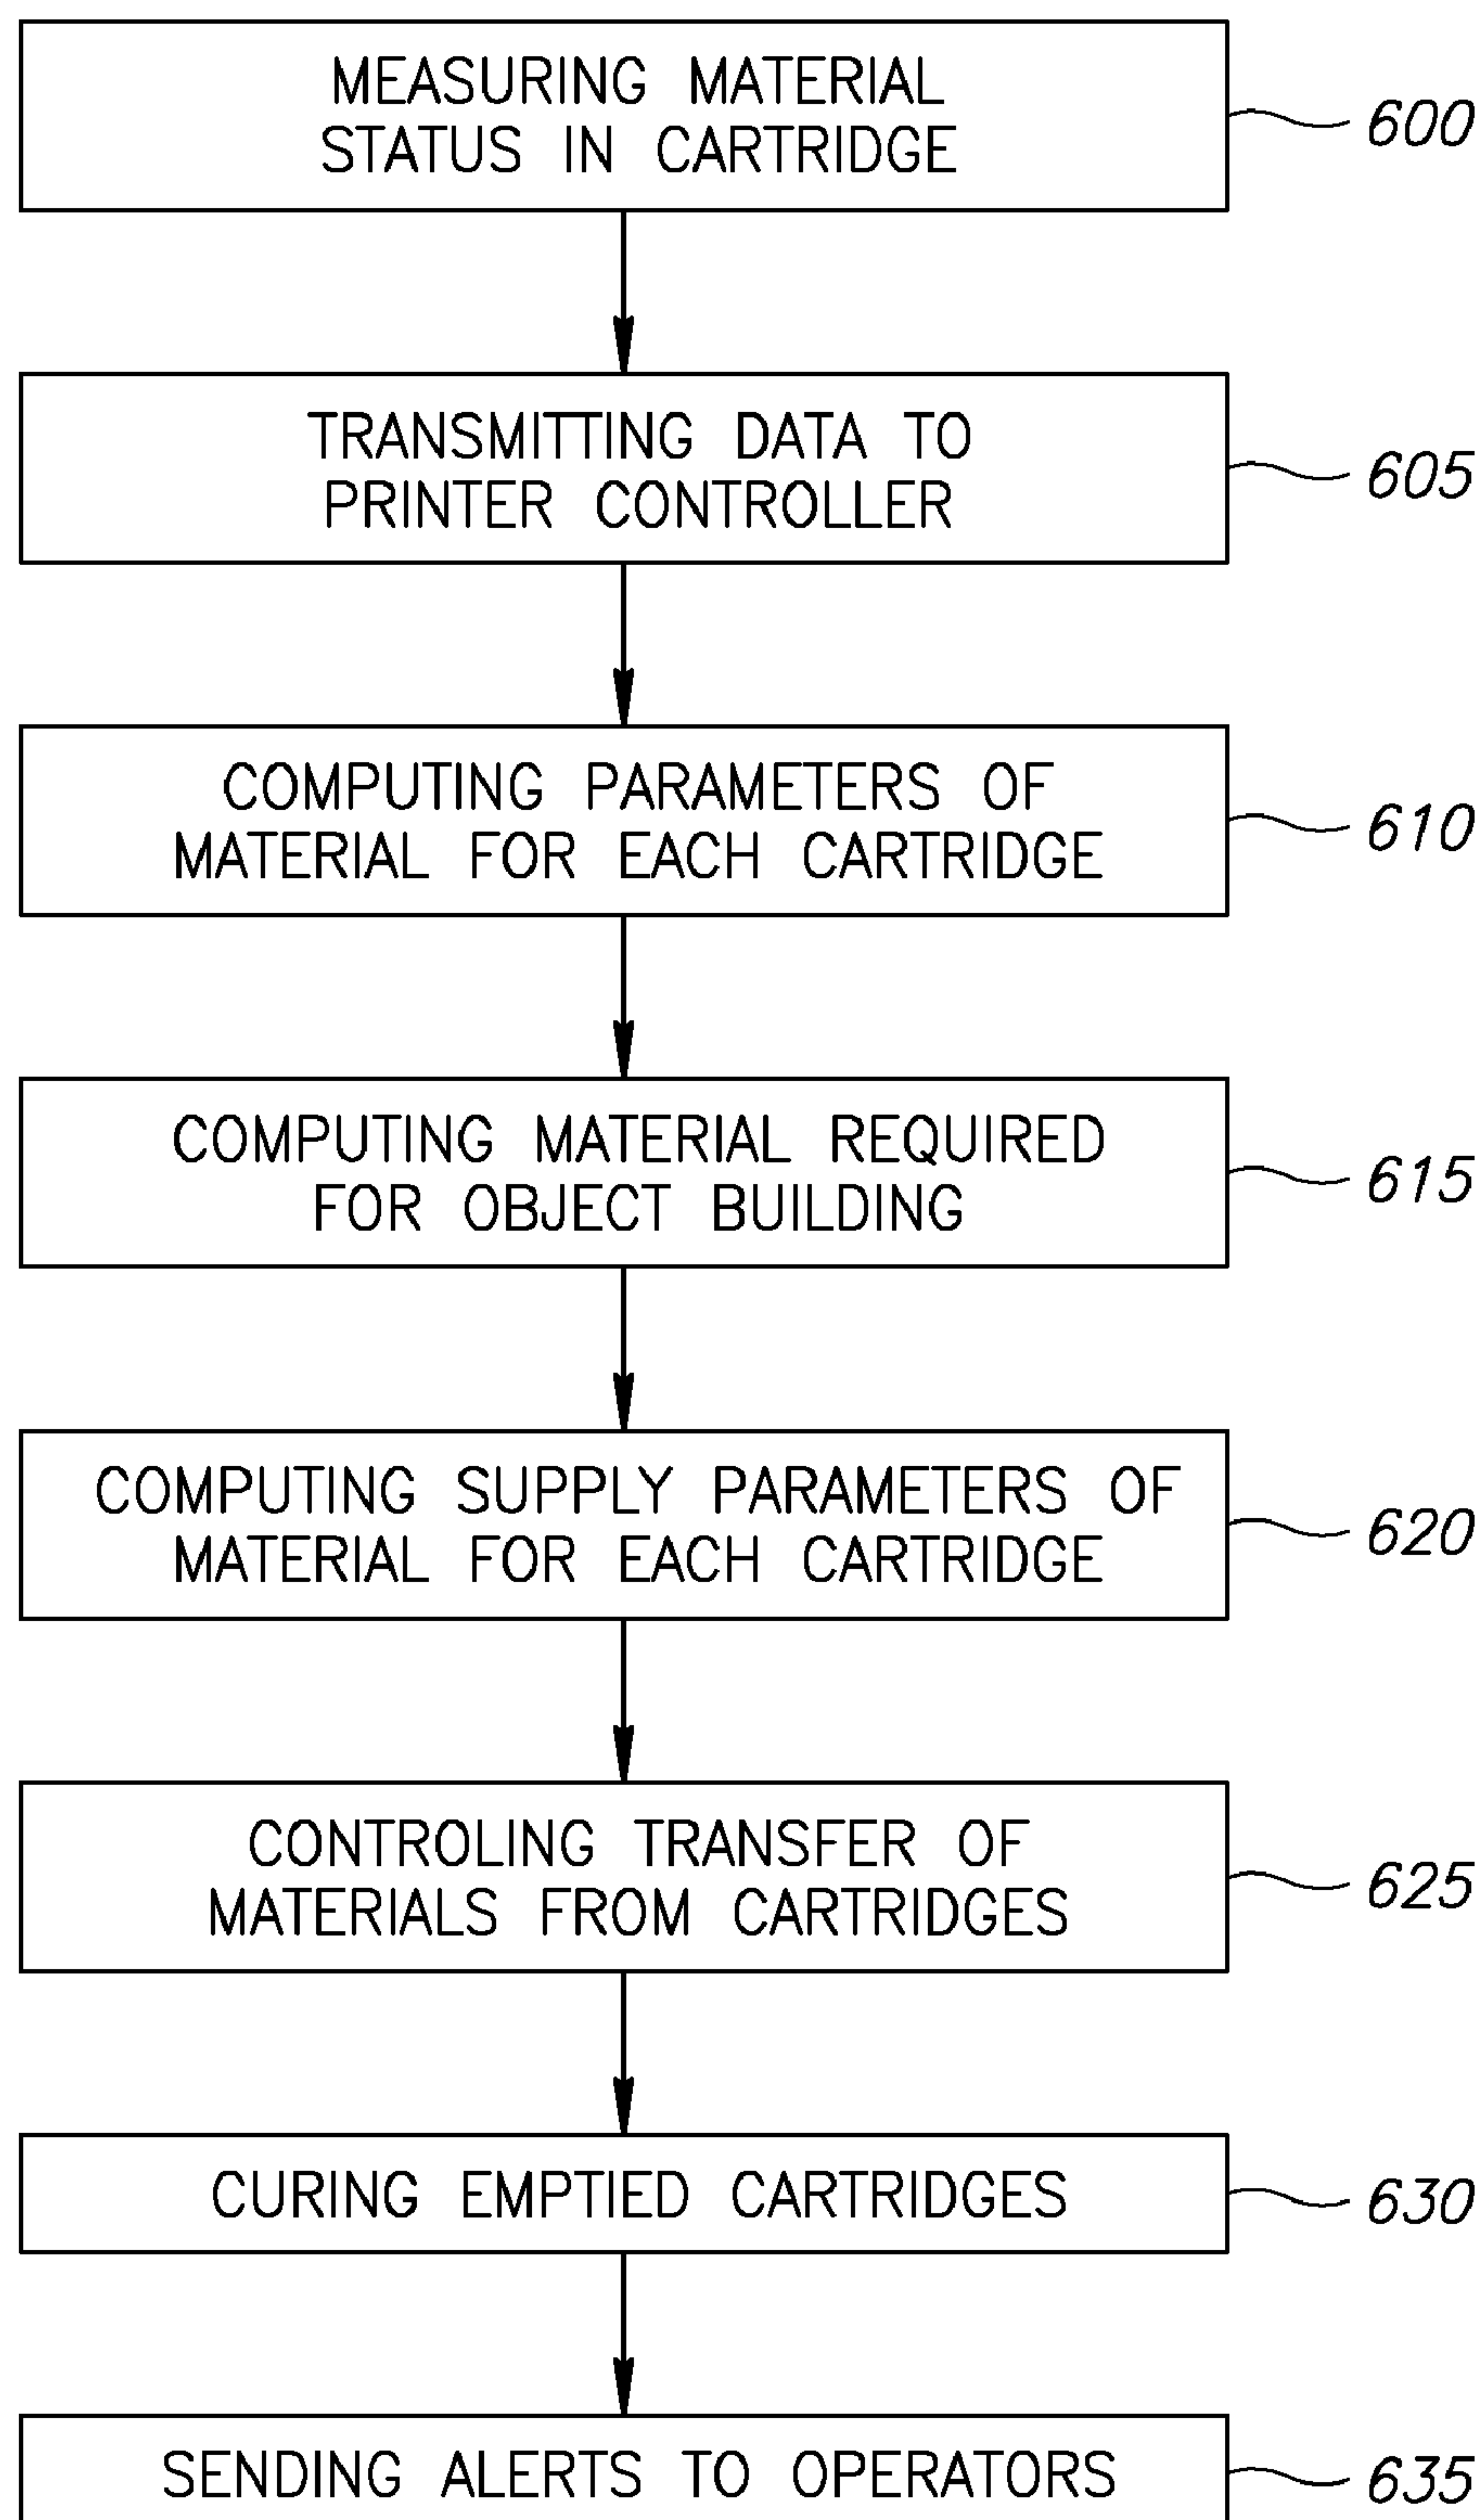 MEASURING MATERIAL
STATUS IN CARTRIDGE
600
TRANSMITTING DATA TO
PRINTER CONTROLLER
605
COMPUTING PARAMETERS OF
MATERIAL FOR EACH CARTRIDGE
610
COMPUTING MATERIAL REQUIRED
FOR OBJECT BUILDING
615
COMPUTING SUPPLY PARAMETERS OF
MATERIAL FOR EACH CARTRIDGE
620
CONTROLING TRANSFER OF
MATERIALS FROM CARTRIDGES
625
CURING EMPTIED CARTRIDGES
630
SENDING ALERTS TO OPERATORS
635